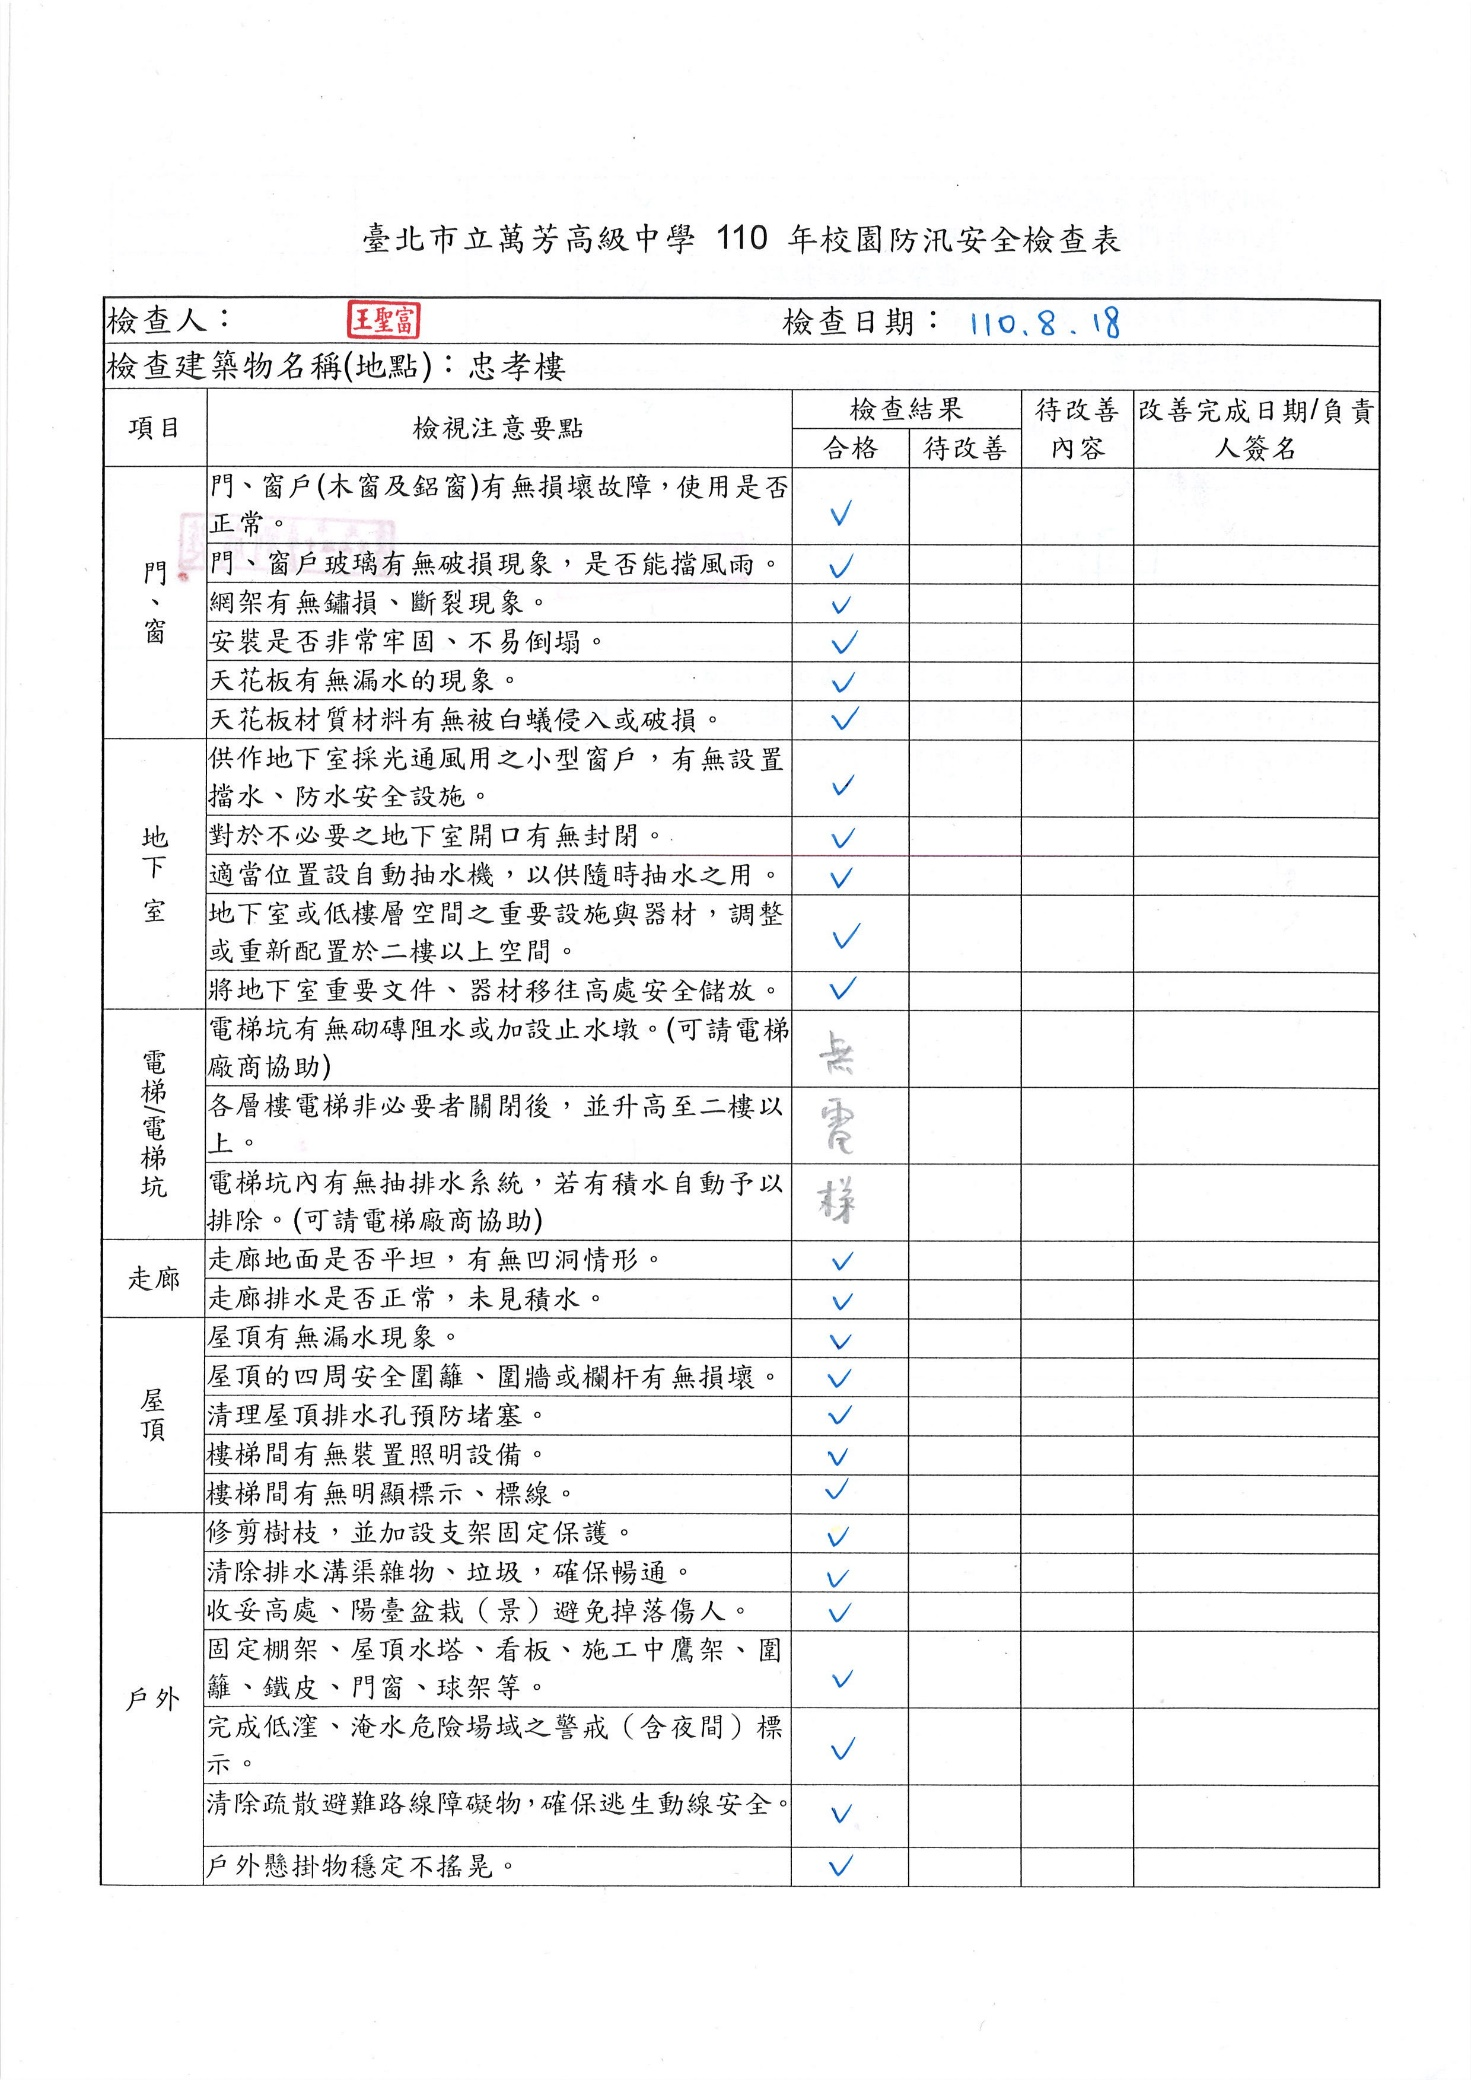 臺北市立萬芳高級中學 110 年校園防汛安全檢查表
檢查人： 王聖富 檢查日期： 110.8.18
檢查建築物名稱(地點)：忠孝樓
項目 檢視注意要點 檢查結果 待改善 改善完成日期/負責
合格 待改善 內容 人簽名
門、窗
門、窗戶(木窗及鋁窗)有無損壞故障，使用是否
正常。 ✓
門、窗戶玻璃有無破損現象，是否能擋風雨。 ✓
網架有無鏽損、斷裂現象。 ✓
安裝是否非常牢固、不易倒塌。 ✓
天花板有無漏水的現象。 ✓
天花板材質材料有無被白蟻侵入或破損。 ✓
地下室
供作地下室採光通風用之小型窗戶，有無設置
擋水、防水安全設施。 ✓
對於不必要之地下室開口有無封閉。 ✓
適當位置設自動抽水機，以供隨時抽水之用。 ✓
地下室或低樓層空間之重要設施與器材，調整
或重新配置於二樓以上空間。 ✓
將地下室重要文件、器材移往高處安全儲放。 ✓
電梯/電梯坑
電梯坑有無砌磚阻水或加設止水墩。(可請電梯
廠商協助) 無
各層樓電梯非必要者關閉後，並升高至二樓以
上。 電
電梯坑內有無抽排水系統，若有積水自動予以
排除。(可請電梯廠商協助) 梯
走廊
走廊地面是否平坦，有無凹洞情形。 ✓
走廊排水是否正常，未見積水。 ✓
屋頂
屋頂有無漏水現象。 ✓
屋頂的四周安全圍籬、圍牆或欄杆有無損壞。 ✓
清理屋頂排水孔預防堵塞。 ✓
樓梯間有無裝置照明設備。 ✓
樓梯間有無明顯標示、標線。 ✓
戶外
修剪樹枝，並加設支架固定保護。 ✓
清除排水溝渠雜物、垃圾，確保暢通。 ✓
收妥高處、陽臺盆栽（景）避免掉落傷人。 ✓
固定棚架、屋頂水塔、看板、施工中鷹架、圍
籬、鐵皮、門窗、球架等。 ✓
完成低漥、淹水危險場域之警戒（含夜間）標
示。 ✓
清除疏散避難路線障礙物，確保逃生動線安全。 ✓
戶外懸掛物穩定不搖晃。 ✓